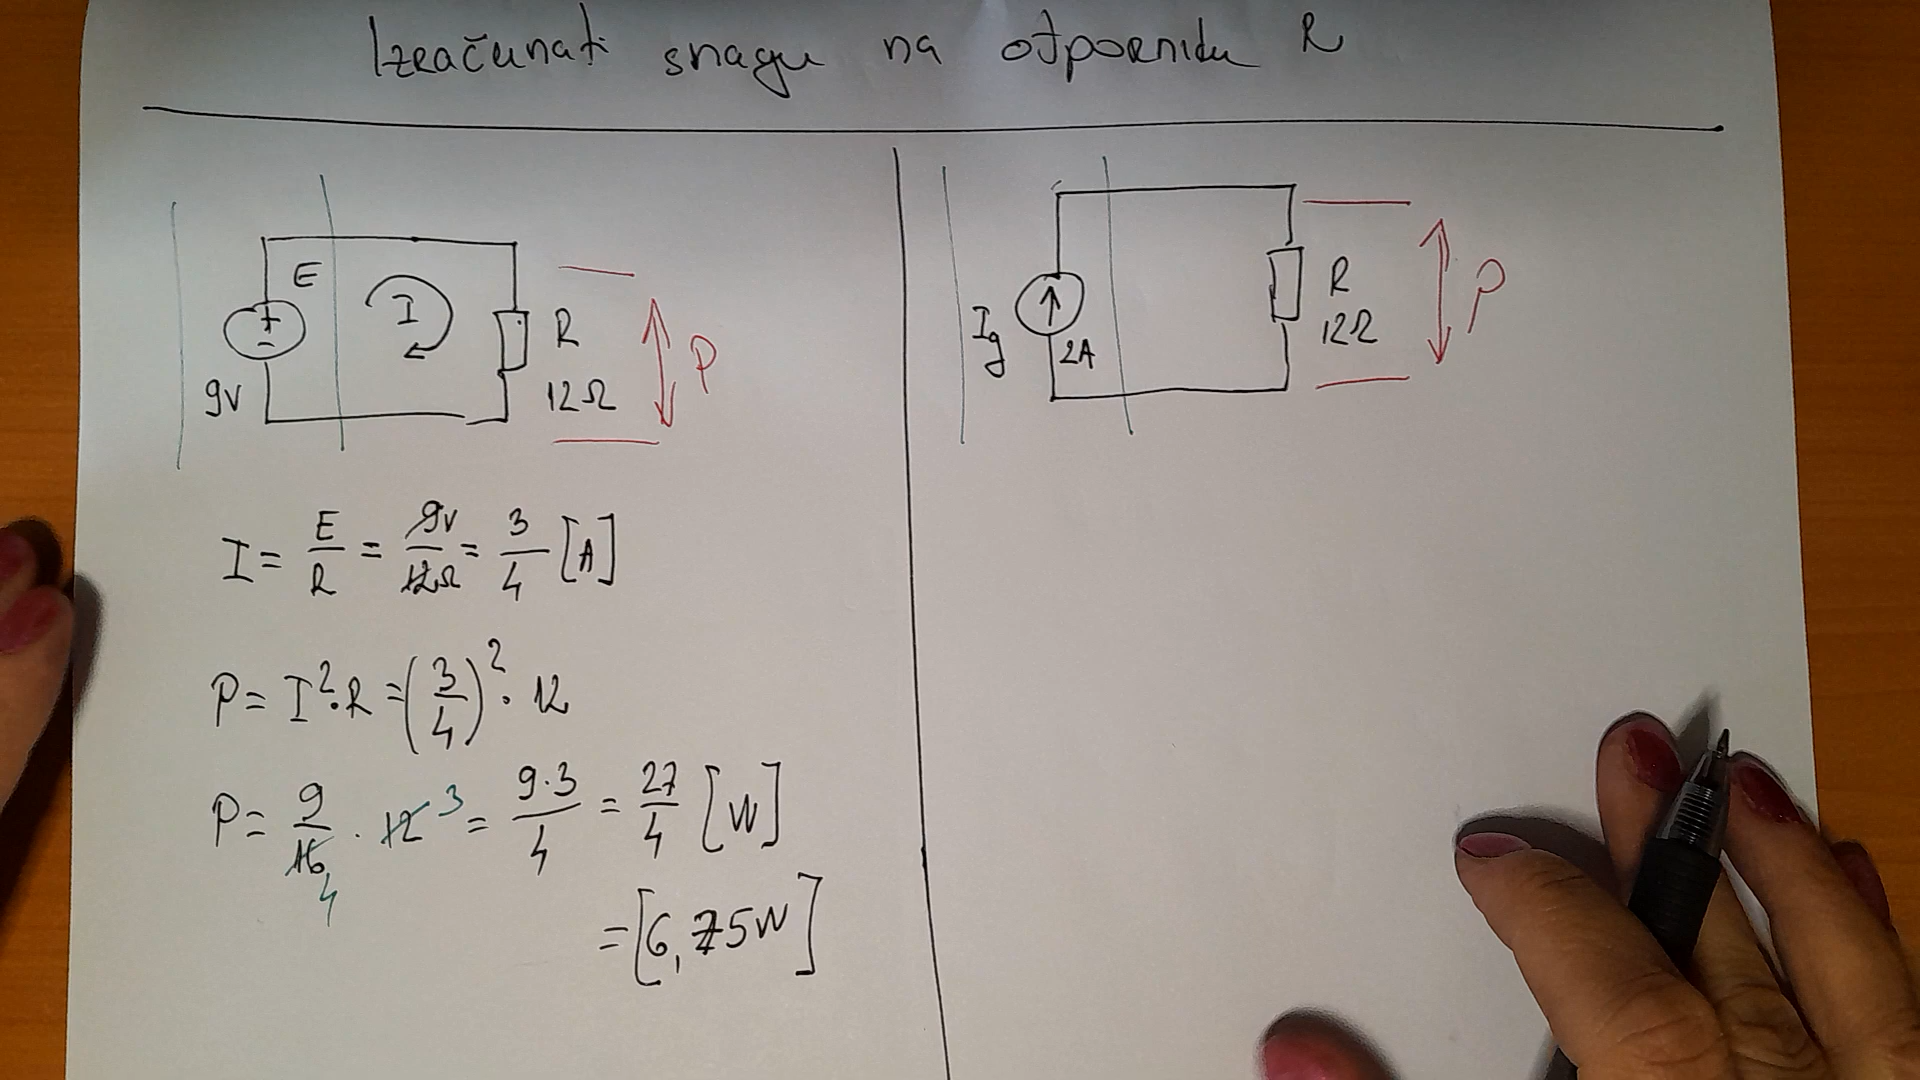 Izračunati snagu na otporniku R
E
I
R
9V
12Ω
P
I = E/R = 9V/12Ω = 3/4 [A]
P = I²·R = (3/4)²· 12
P = 9/16 4 · 12 3 = 9·3/4 = 27/4 [W]
= [6,75W]
R
Ig
2A
12Ω
P